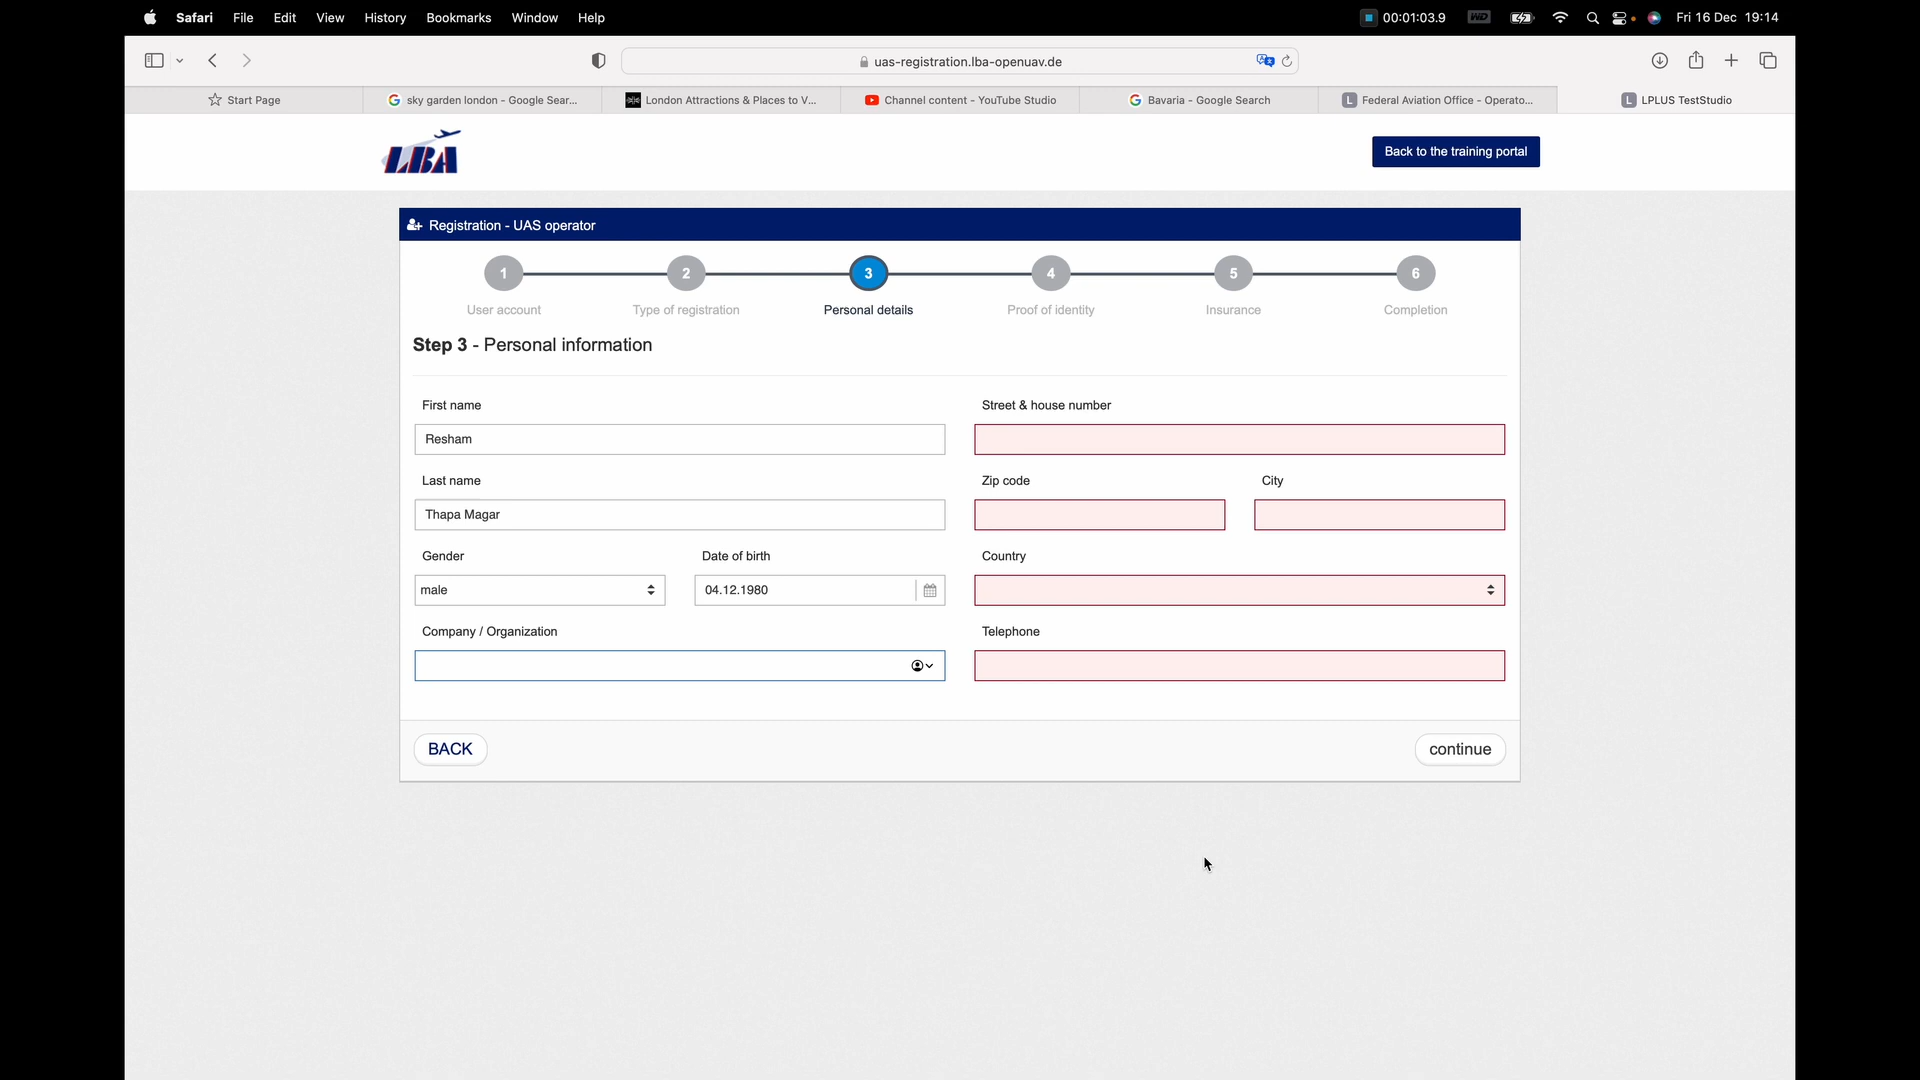 Safari File Edit View History Bookmarks Window Help 00:01:03.9 WD Fri 16 Dec 19:14
uas-registration.lba-openuav.de
Start Page
sky garden london - Google Sear...
London Attractions & Places to V...
Channel content - YouTube Studio
Bavaria - Google Search
L Federal Aviation Office - Operato...
L LPLUS TestStudio
LBA
Back to the training portal
Registration - UAS operator
1 2 3 4 5 6
User account Type of registration Personal details Proof of identity Insurance Completion
Step 3 - Personal information
First name
Resham
Last name
Thapa Magar
Gender Date of birth
male 04.12.1980
Company / Organization
Street & house number
Zip code City
Country
Telephone
BACK continue